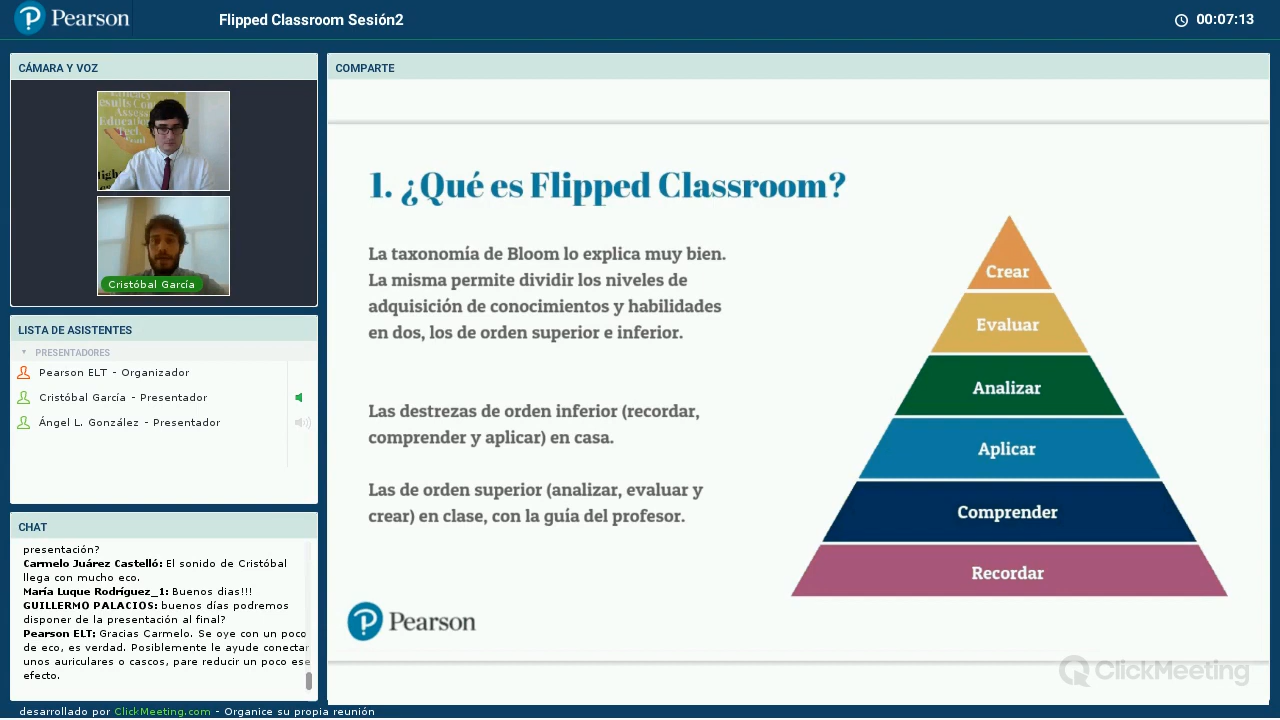 Pearson
Flipped Classroom Sesión2
00:07:13
CÁMARA Y VOZ
Cristóbal García
LISTA DE ASISTENTES
PRESENTADORES
Pearson ELT - Organizador
Cristóbal García - Presentador
Ángel L. González - Presentador
CHAT
presentación?
Carmelo Juárez Castelló: El sonido de Cristóbal
llega con mucho eco.
María Luque Rodríguez_1: Buenos dias!!!
GUILLERMO PALACIOS: buenos días podremos
disponer de la presentación al final?
Pearson ELT: Gracias Carmelo. Se oye con un poco
de eco, es verdad. Posiblemente le ayude conectar
unos auriculares o cascos, pare reducir un poco ese
efecto.
COMPARTE
1. ¿Qué es Flipped Classroom?
La taxonomía de Bloom lo explica muy bien.
La misma permite dividir los niveles de
adquisición de conocimientos y habilidades
en dos, los de orden superior e inferior.
Las destrezas de orden inferior (recordar,
comprender y aplicar) en casa.
Las de orden superior (analizar, evaluar y
crear) en clase, con la guía del profesor.
Crear
Evaluar
Analizar
Aplicar
Comprender
Recordar
Pearson
ClickMeeting
desarrollado por ClickMeeting.com - Organice su propia reunión